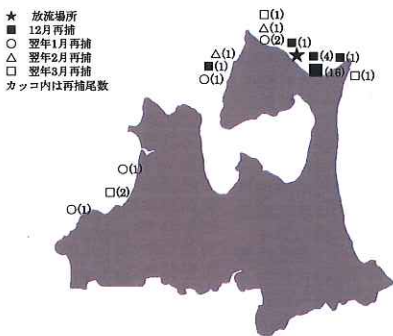 ★ 放流場所
■ 12月再捕
○ 翌年1月再捕
△ 翌年2月再捕
□ 翌年3月再捕
カッコ内は再捕尾数
□(1)
△(1)
○(2)
■(1)
★
■(4)
■(1)
■(16)
□(1)
△(1)
■(1)
○(1)
○(1)
□(2)
○(1)